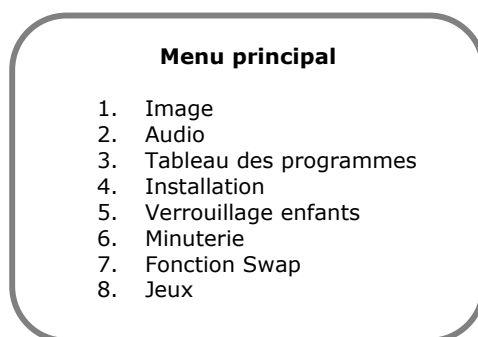 Menu principal
1. Image
2. Audio
3. Tableau des programmes
4. Installation
5. Verrouillage enfants
6. Minuterie
7. Fonction Swap
8. Jeux